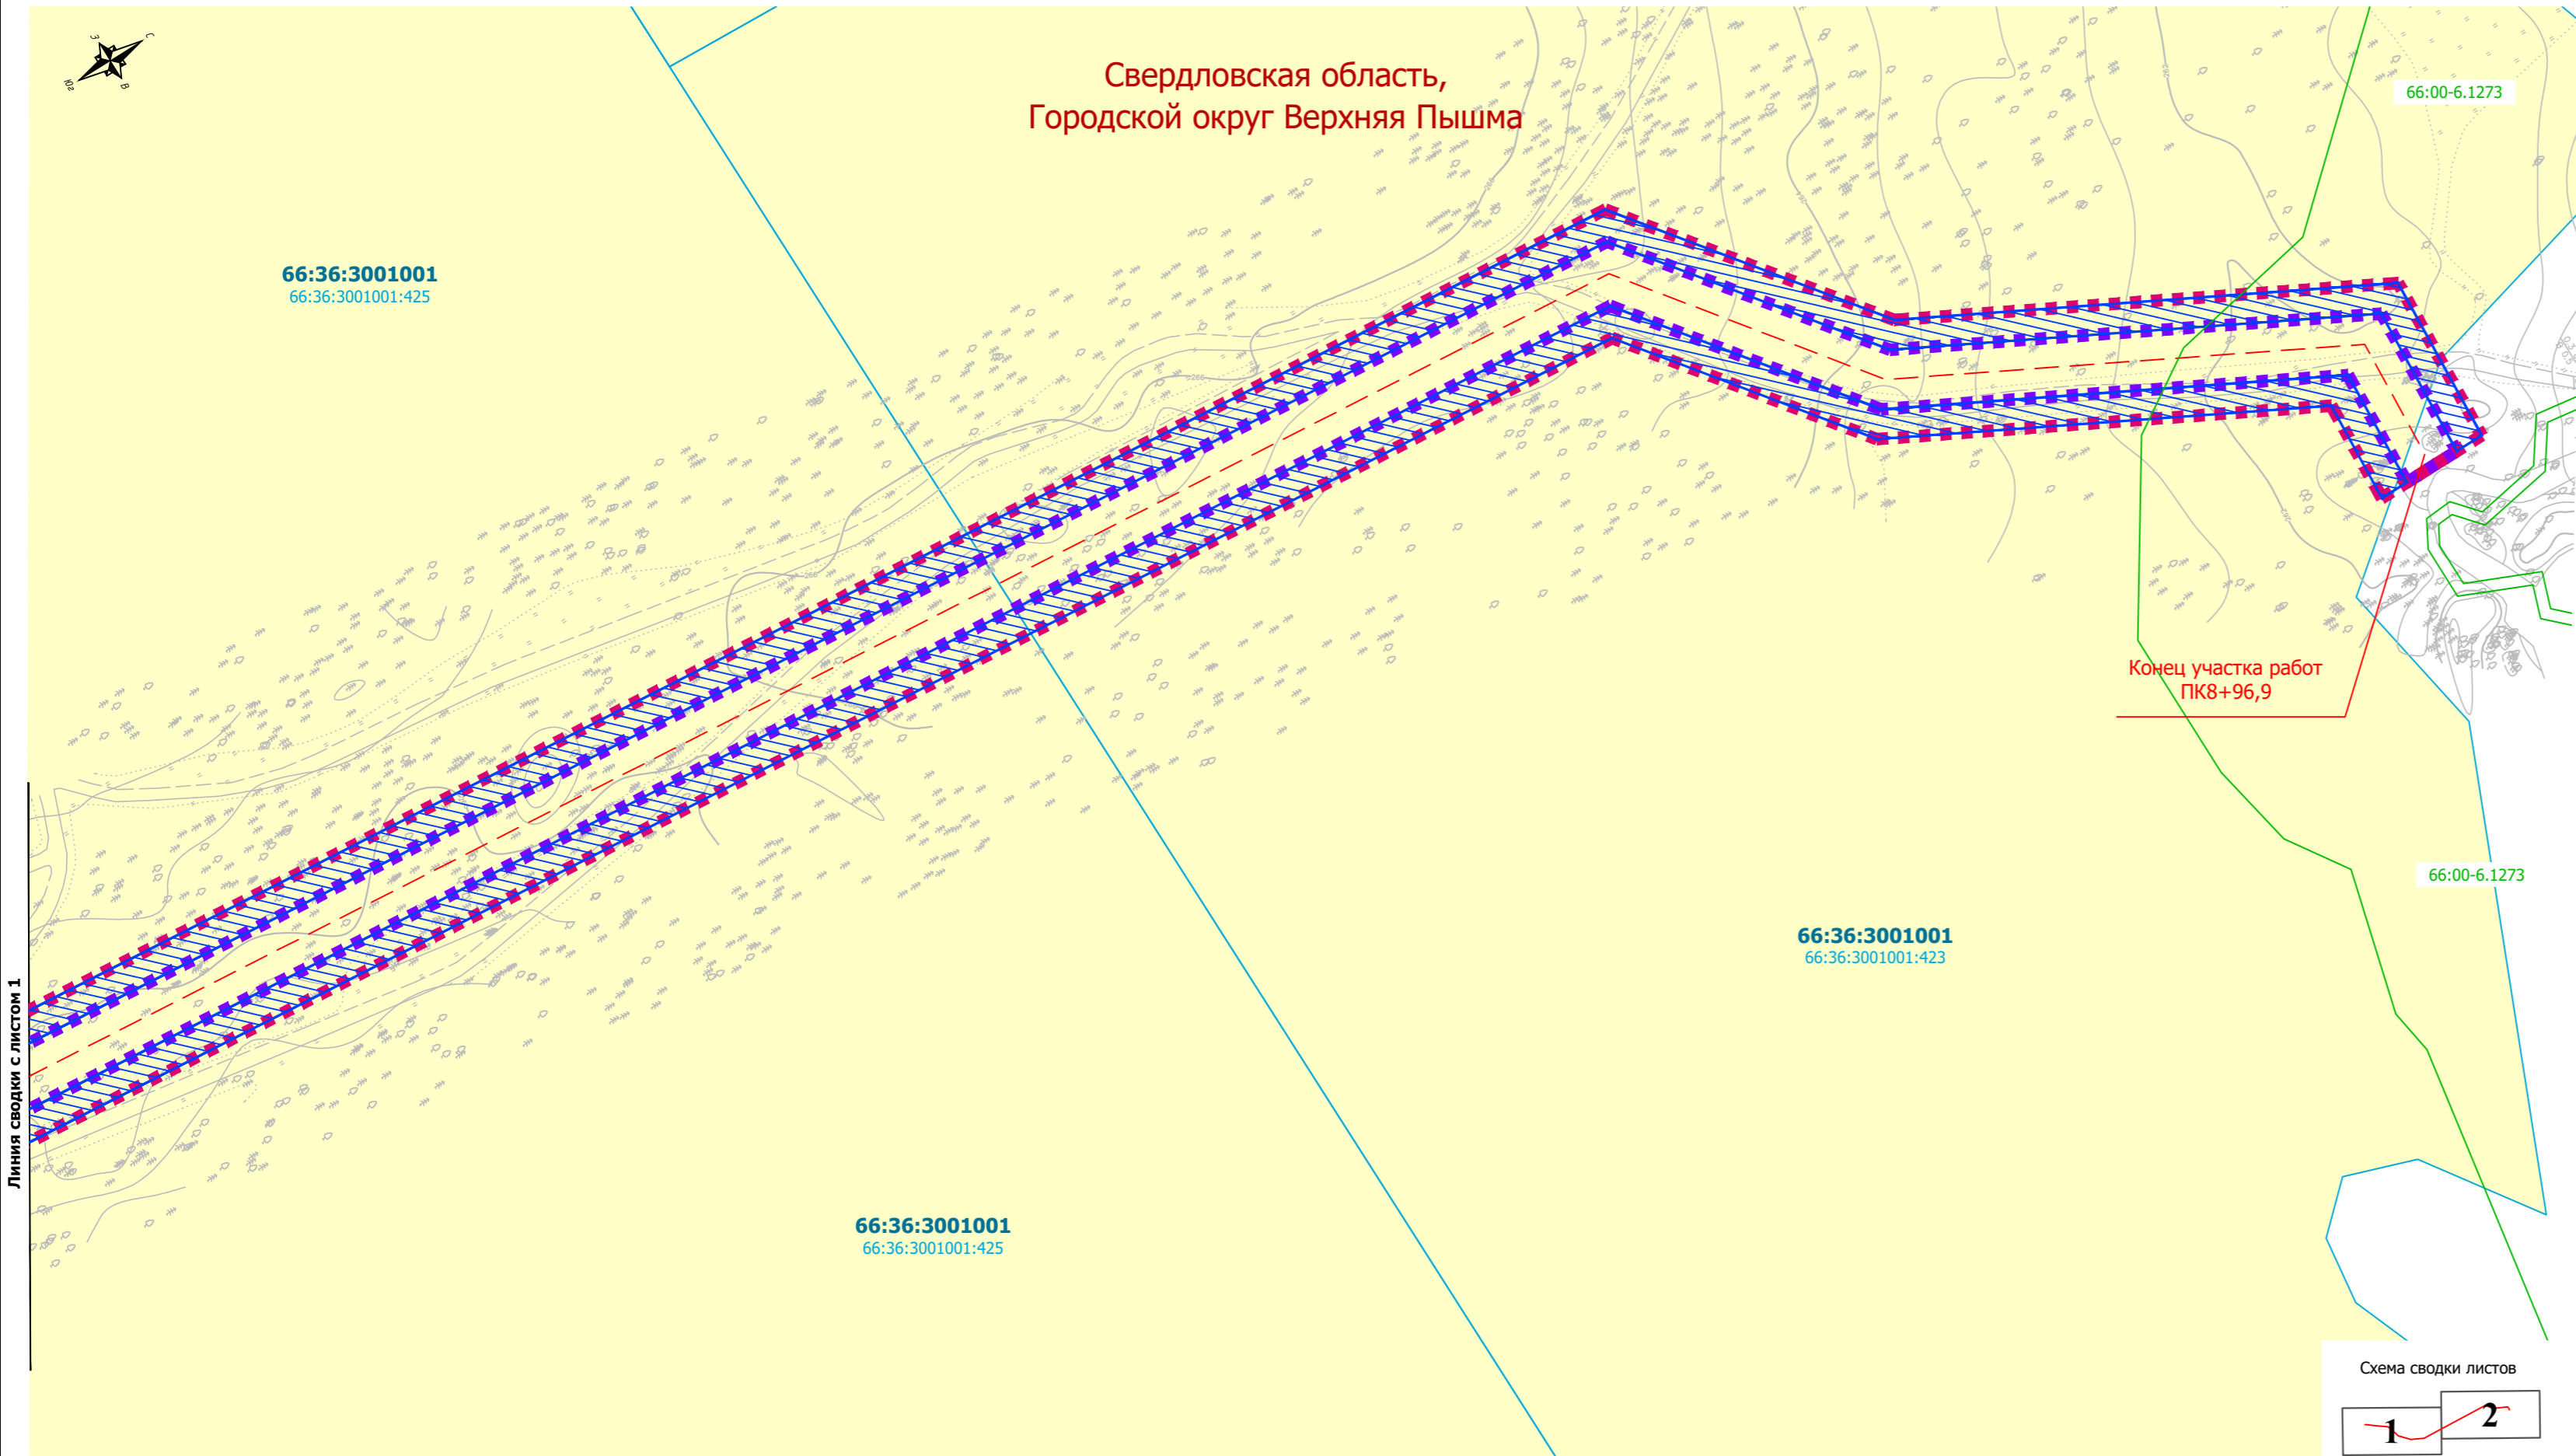 З
С
Юг
В
Свердловская область,
Городской округ Верхняя Пышма
66:00-6.1273
66:36:3001001
66:36:3001001:425
Конец участка работ
ПК8+96,9
66:00-6.1273
66:36:3001001
66:36:3001001:423
Линия сводки с листом 1
66:36:3001001
66:36:3001001:425
Схема сводки листов
1
2